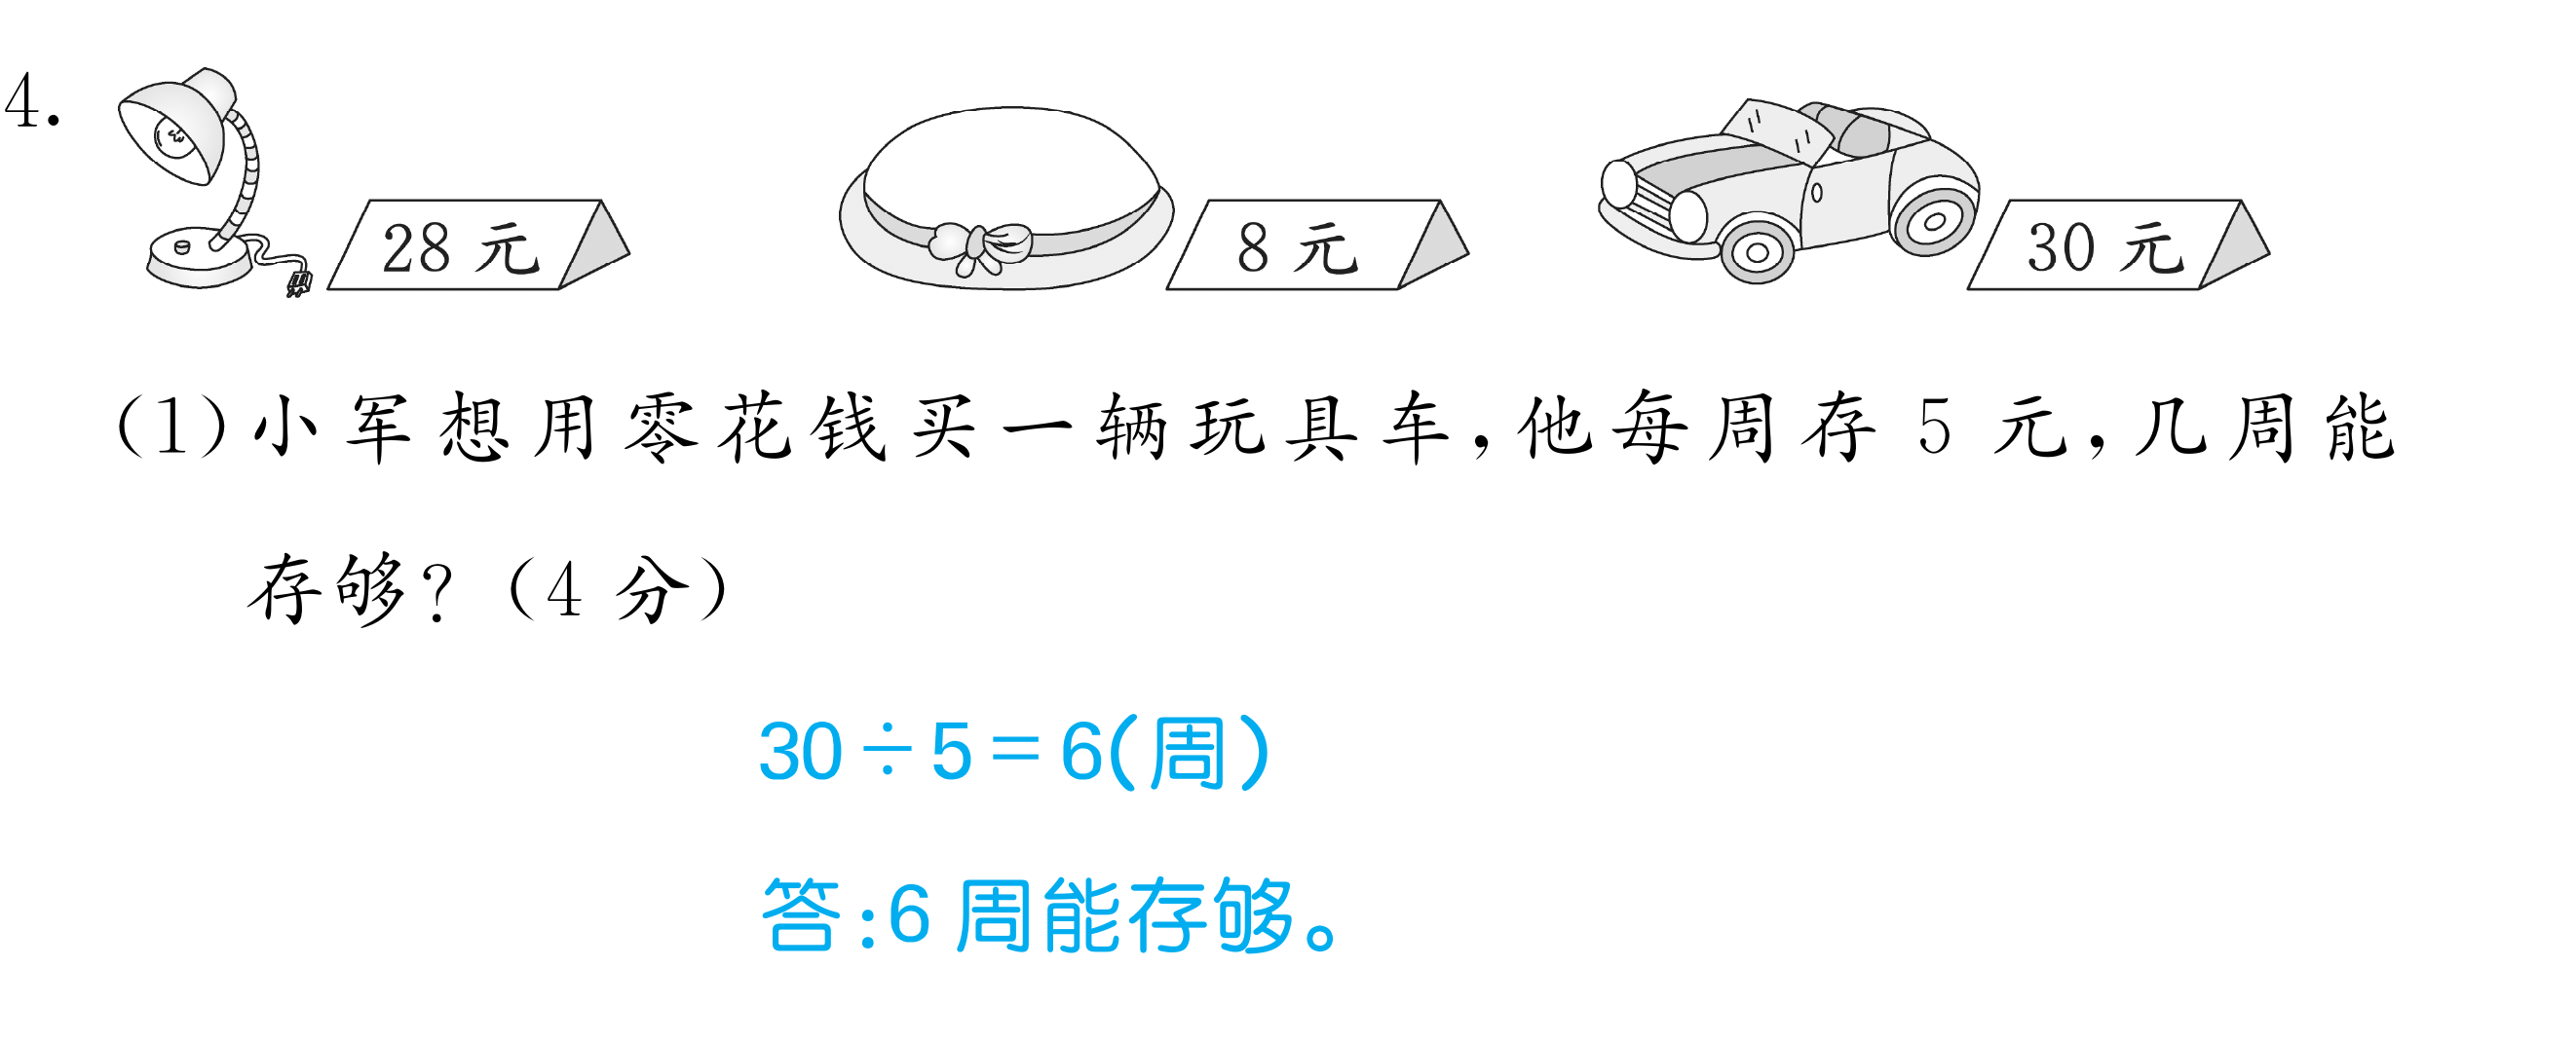 4. 28 元 8 元 30 元
(1)小军想用零花钱买一辆玩具车,他每周存 5 元,几周能
存够?(4 分)
30÷5=6(周)
答:6 周能存够。